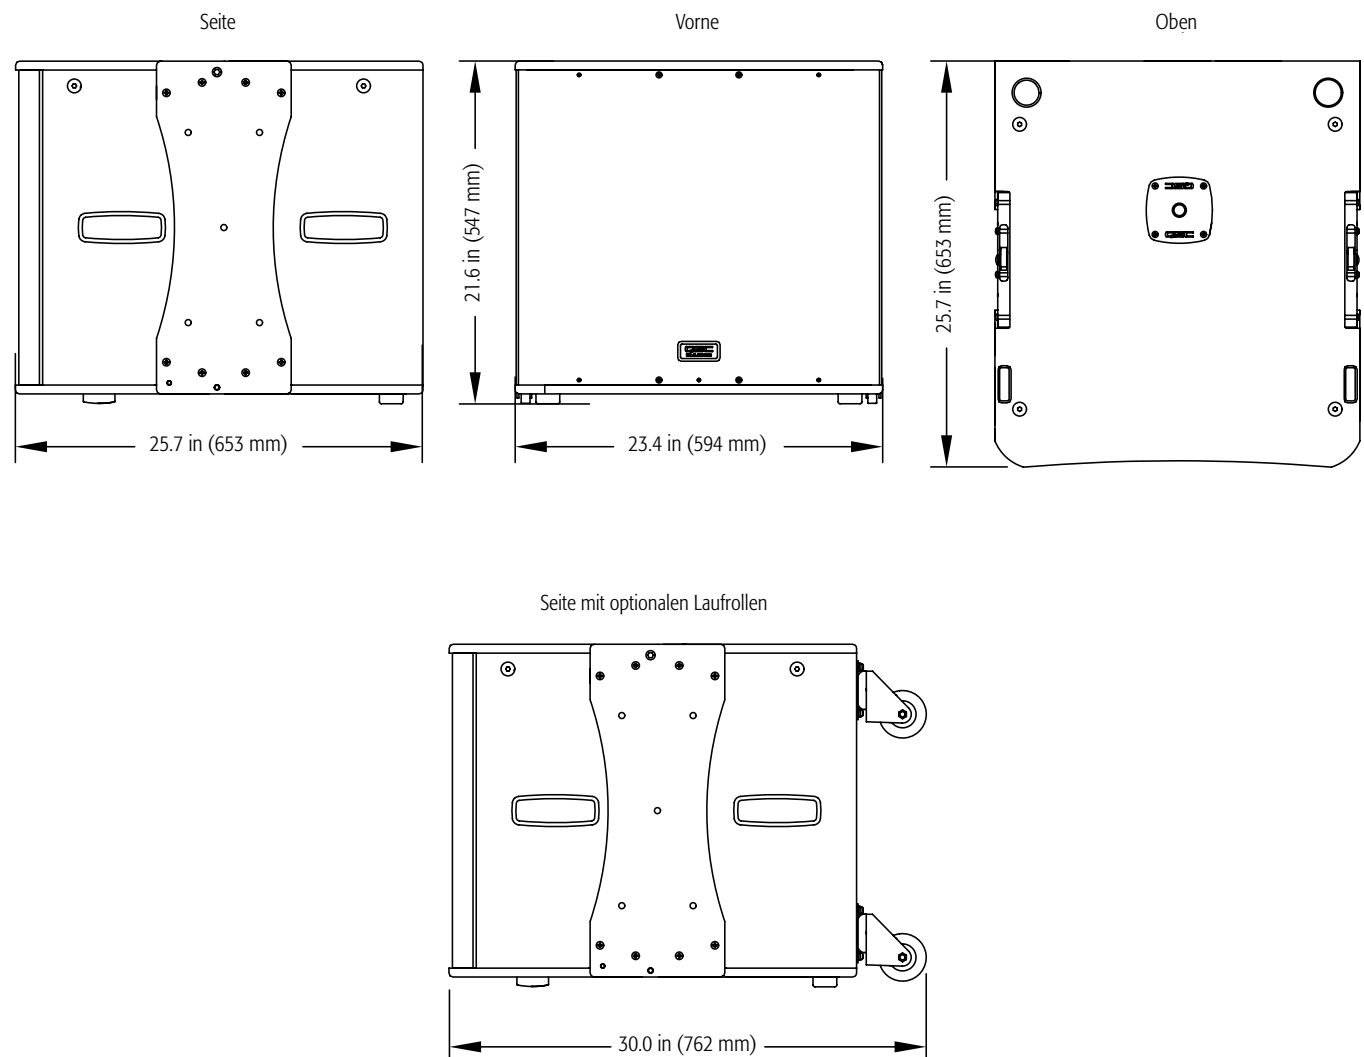 Seite
Vorne
Oben
21.6 in (547 mm)
25.7 in (653 mm)
25.7 in (653 mm)
23.4 in (594 mm)
Seite mit optionalen Laufrollen
30.0 in (762 mm)